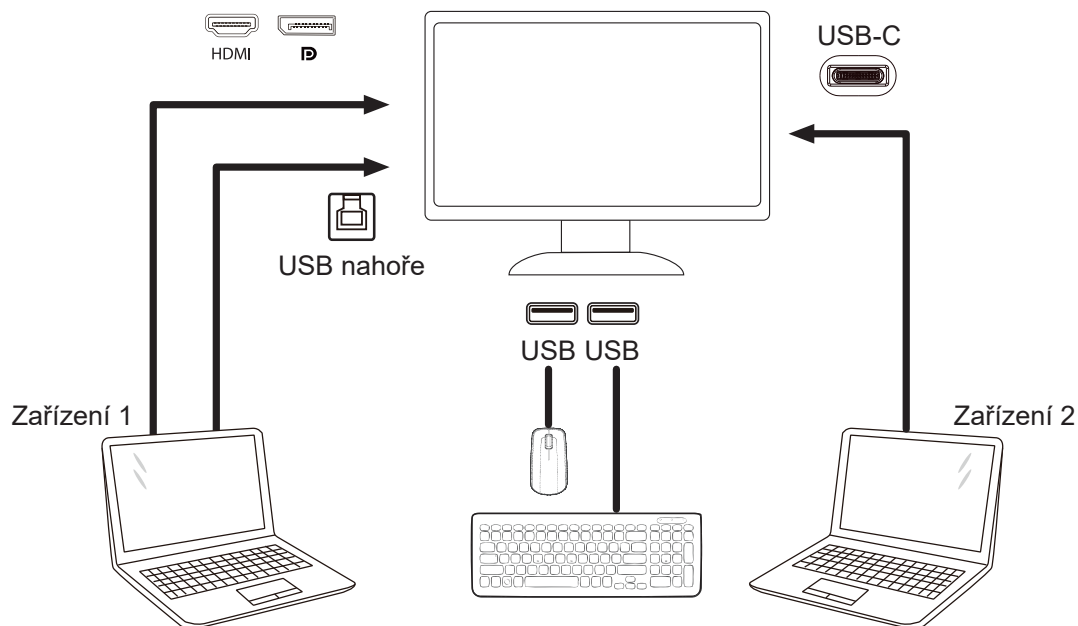 HDMI
USB-C
USB nahoře
USB USB
Zařízení 1
Zařízení 2